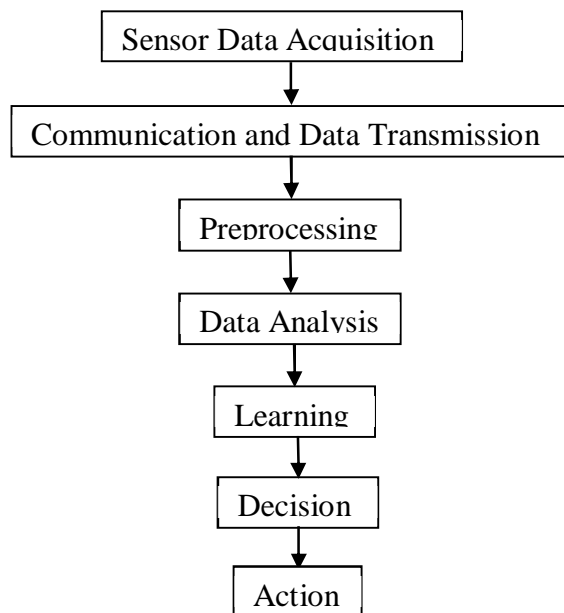 Sensor Data Acquisition
Communication and Data Transmission
Preprocessing
Data Analysis
Learning
Decision
Action